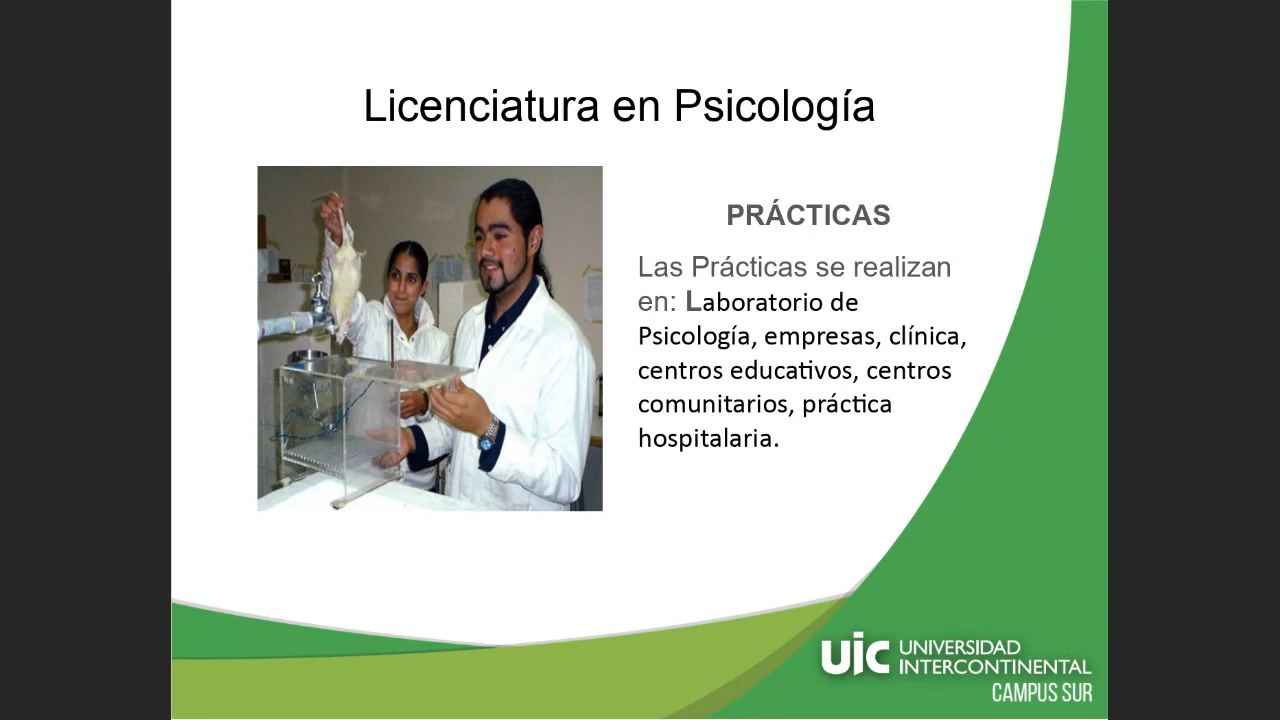 Licenciatura en Psicología
PRÁCTICAS
Las Prácticas se realizan
en: Laboratorio de
Psicología, empresas, clínica,
centros educativos, centros
comunitarios, práctica
hospitalaria.
uic UNIVERSIDAD
INTERCONTINENTAL
CAMPUS SUR